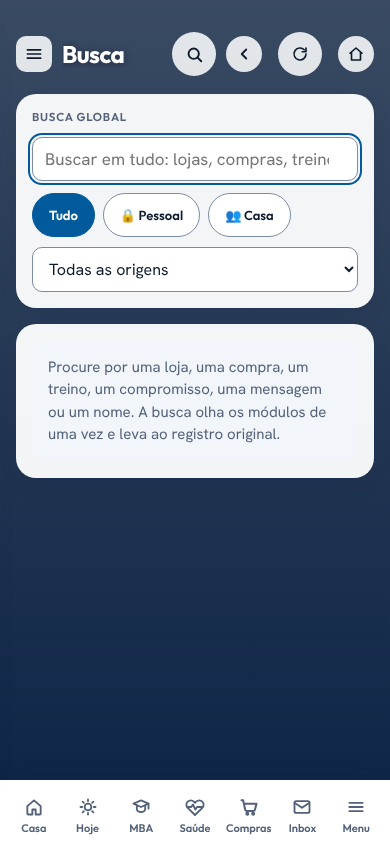 Busca
BUSCA GLOBAL
Buscar em tudo: lojas, compras, trein
Tudo
🔒 Pessoal
👥 Casa
Todas as origens
Procure por uma loja, uma compra, um
treino, um compromisso, uma mensagem
ou um nome. A busca olha os módulos de
uma vez e leva ao registro original.
Casa
Hoje
MBA
Saúde
Compras
Inbox
Menu